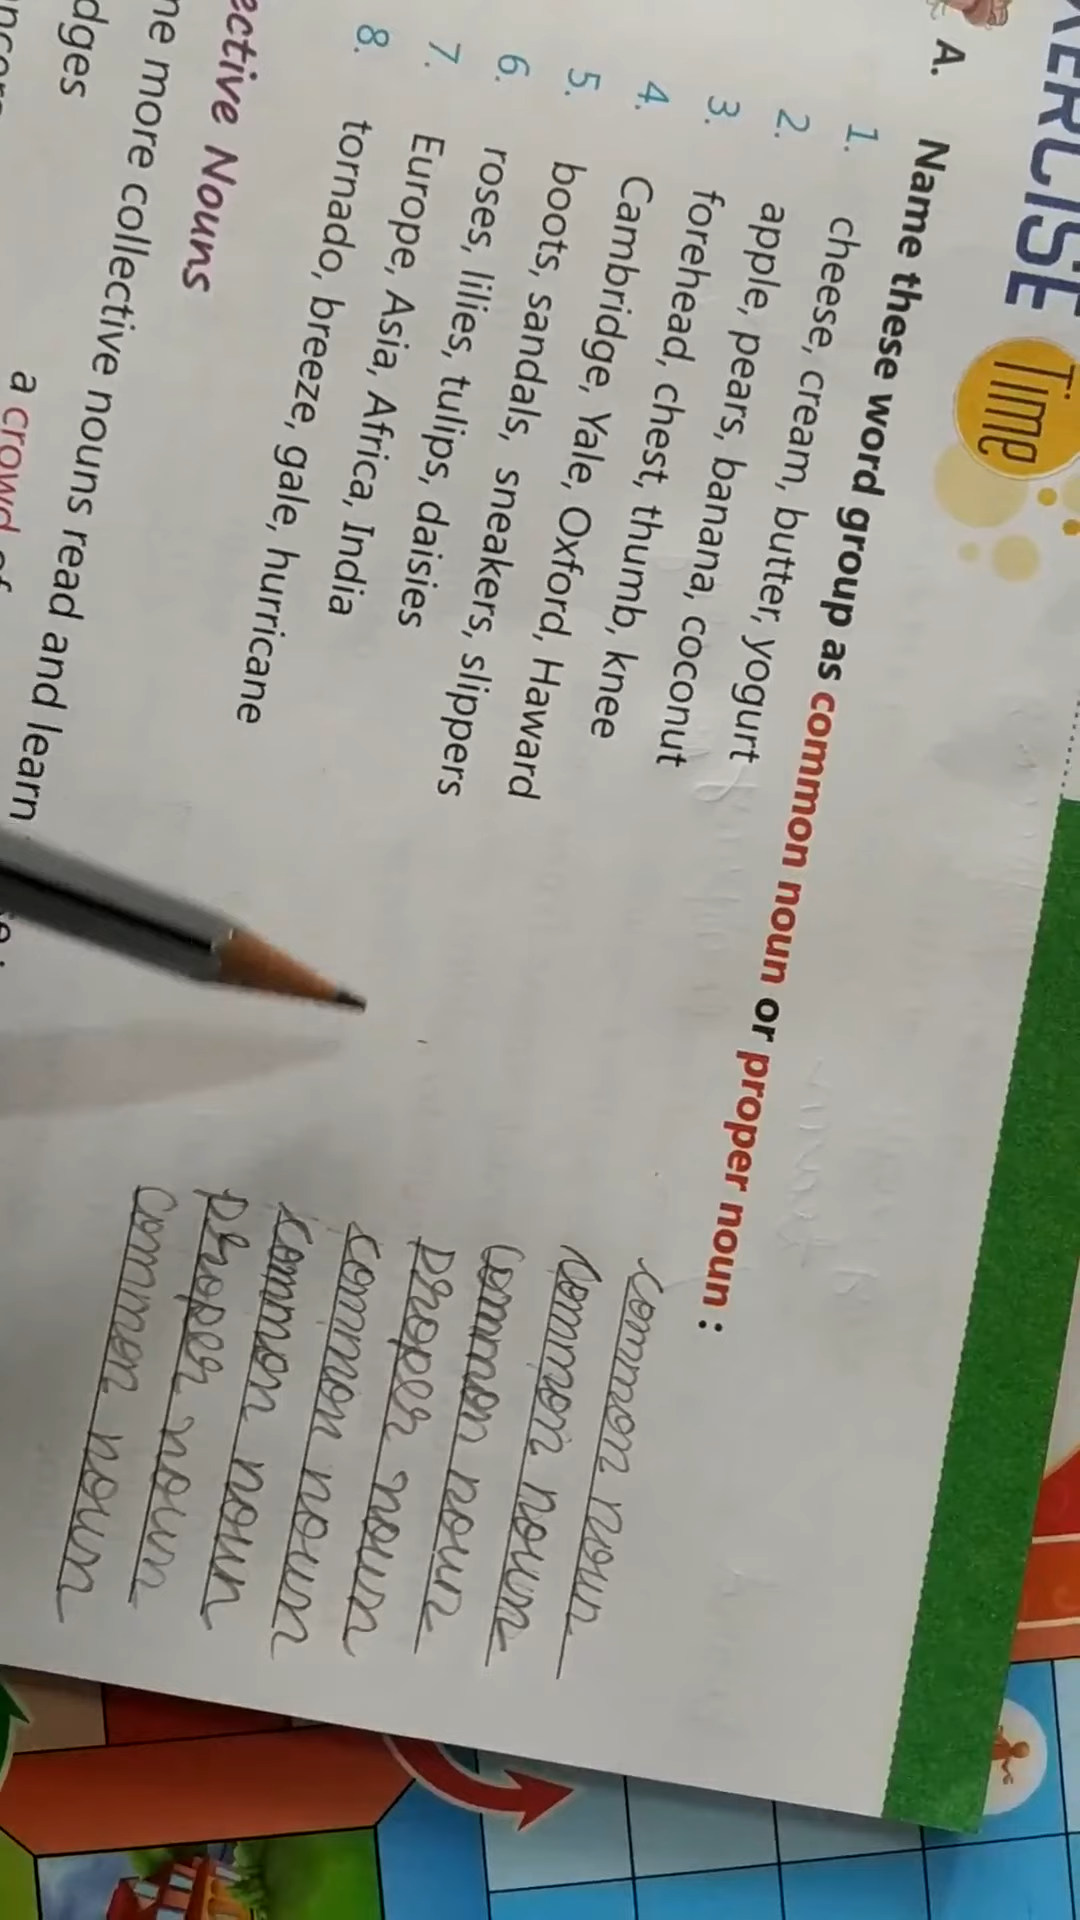 ERCISE Time
A. Name these word group as common noun or proper noun :
1. cheese, cream, butter, yogurt common noun
2. apple, pears, banana, coconut common noun
3. forehead, chest, thumb, knee common noun
4. Cambridge, Yale, Oxford, Haward proper noun
5. boots, sandals, sneakers, slippers common noun
6. roses, lilies, tulips, daisies common noun
7. Europe, Asia, Africa, India proper noun
8. tornado, breeze, gale, hurricane common noun
ective Nouns
me more collective nouns read and learn
dges
a crowd of